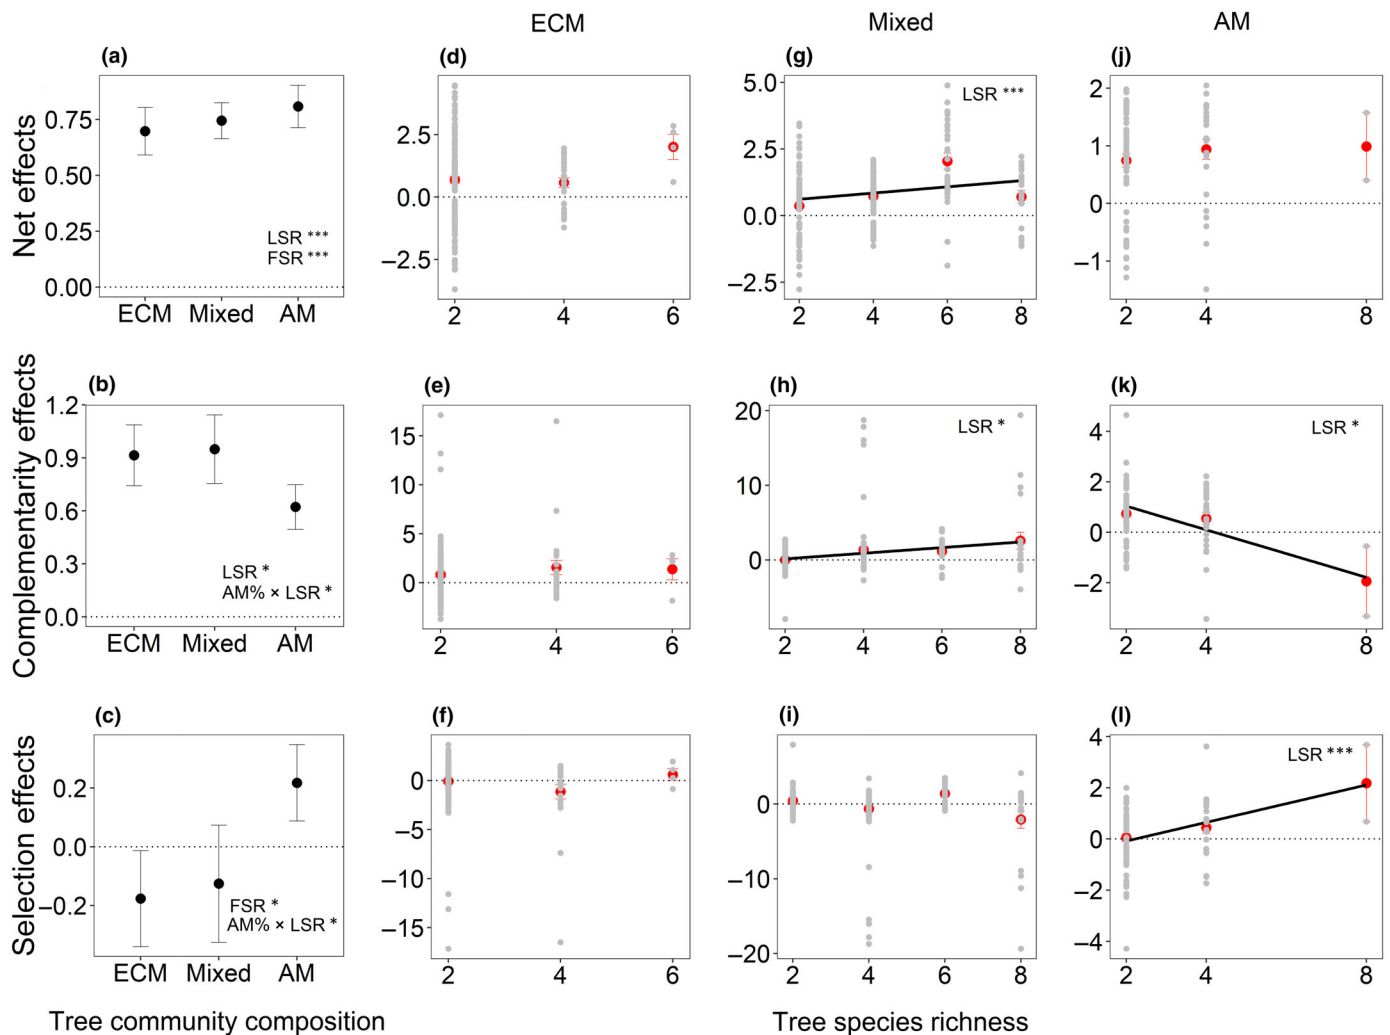 ECM Mixed AM
(a) (d) (g) (j)
Net effects
0.75
0.50
0.25
0.00
LSR ***
FSR ***
ECM Mixed AM
2.5
0.0
−2.5
2 4 6
5.0
2.5
0.0
−2.5
LSR ***
2 4 6 8
2
1
0
−1
2 4 8
(b) (e) (h) (k)
Complementarity effects
1.2
0.9
0.6
0.3
0.0
LSR *
AM% × LSR *
ECM Mixed AM
15
10
5
0
2 4 6
20
10
0
LSR *
2 4 6 8
4
2
0
−2
LSR *
2 4 8
(c) (f) (i) (l)
Selection effects
0.2
0.0
−0.2
FSR *
AM% × LSR *
ECM Mixed AM
0
−5
−10
−15
2 4 6
0
−10
−20
2 4 6 8
4
2
0
−2
−4
LSR ***
2 4 8
Tree community composition
Tree species richness